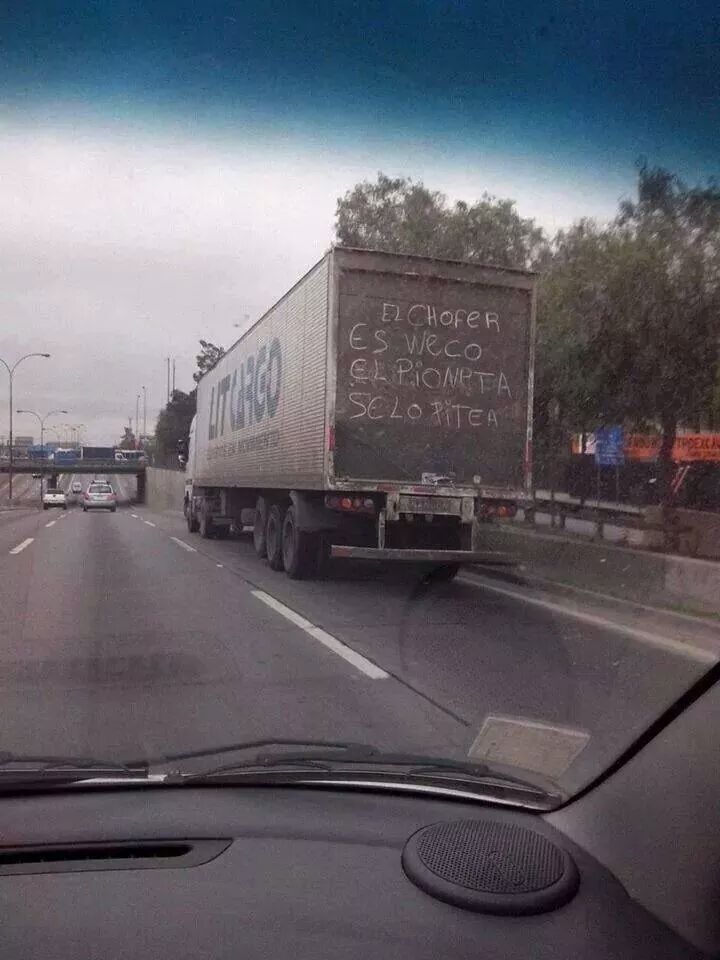 EL CHOFER
ES WECO
EL PIONETA
SE LO PITEA
LITCARGO